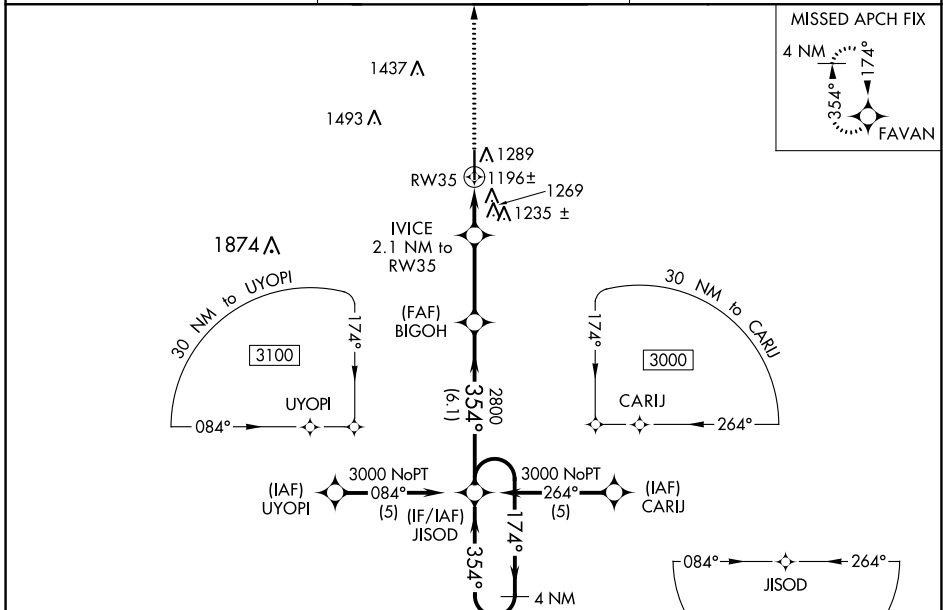 MISSED APCH FIX
4 NM
174°
354°
FAVAN
1437
1493
1289
RW35
1196±
1269
1235 ±
IVICE
2.1 NM to
RW35
1874
30 NM to UYOPI
174°
3100
UYOPI
084°
(FAF)
BIGOH
30 NM to CARIJ
174°
3000
CARIJ
264°
2800
354°
(6.1)
3000 NoPT
084°
(5)
(IAF)
UYOPI
(IF/IAF)
JISOD
3000 NoPT
264°
(5)
(IAF)
CARIJ
174°
354°
4 NM
084°
264°
JISOD